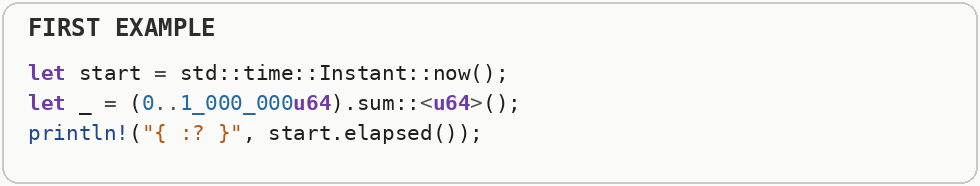 FIRST EXAMPLE
let start = std::time::Instant::now();
let _ = (0..1_000_000u64).sum::<u64>();
println!("{ :? }", start.elapsed());